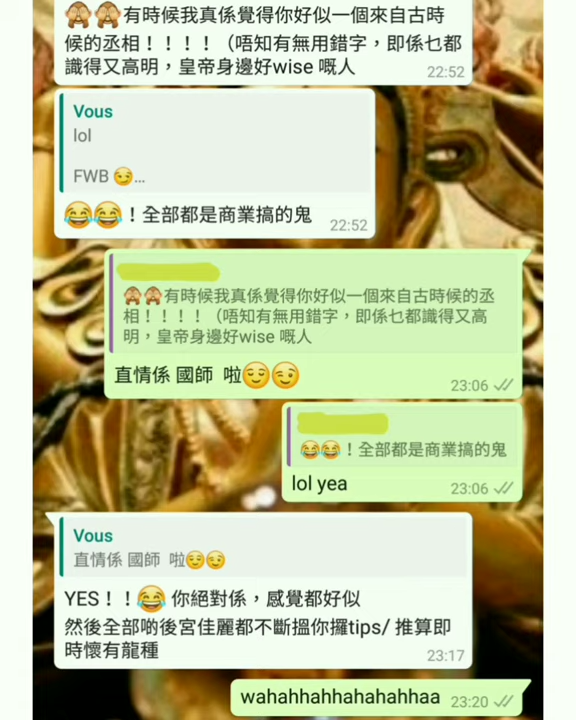 🙈🙈有時候我真係覺得你好似一個來自古時
候的丞相！！！！（唔知有無用錯字，即係乜都
識得又高明，皇帝身邊好wise 嘅人
22:52
Vous
lol
FWB 😏...
😂😂！全部都是商業搞的鬼
22:52
🙈🙈有時候我真係覺得你好似一個來自古時候的丞
相！！！！（唔知有無用錯字，即係乜都識得又高
明，皇帝身邊好wise 嘅人
直情係 國師  啦😌😏
23:06
😂😂！全部都是商業搞的鬼
lol yea
23:06
Vous
直情係 國師  啦😌😏
YES！！😂 你絕對係，感覺都好似
然後全部啲後宮佳麗都不斷搵你攞tips/ 推算即
時懷有龍種
23:17
wahahhahhahahahhaa
23:20